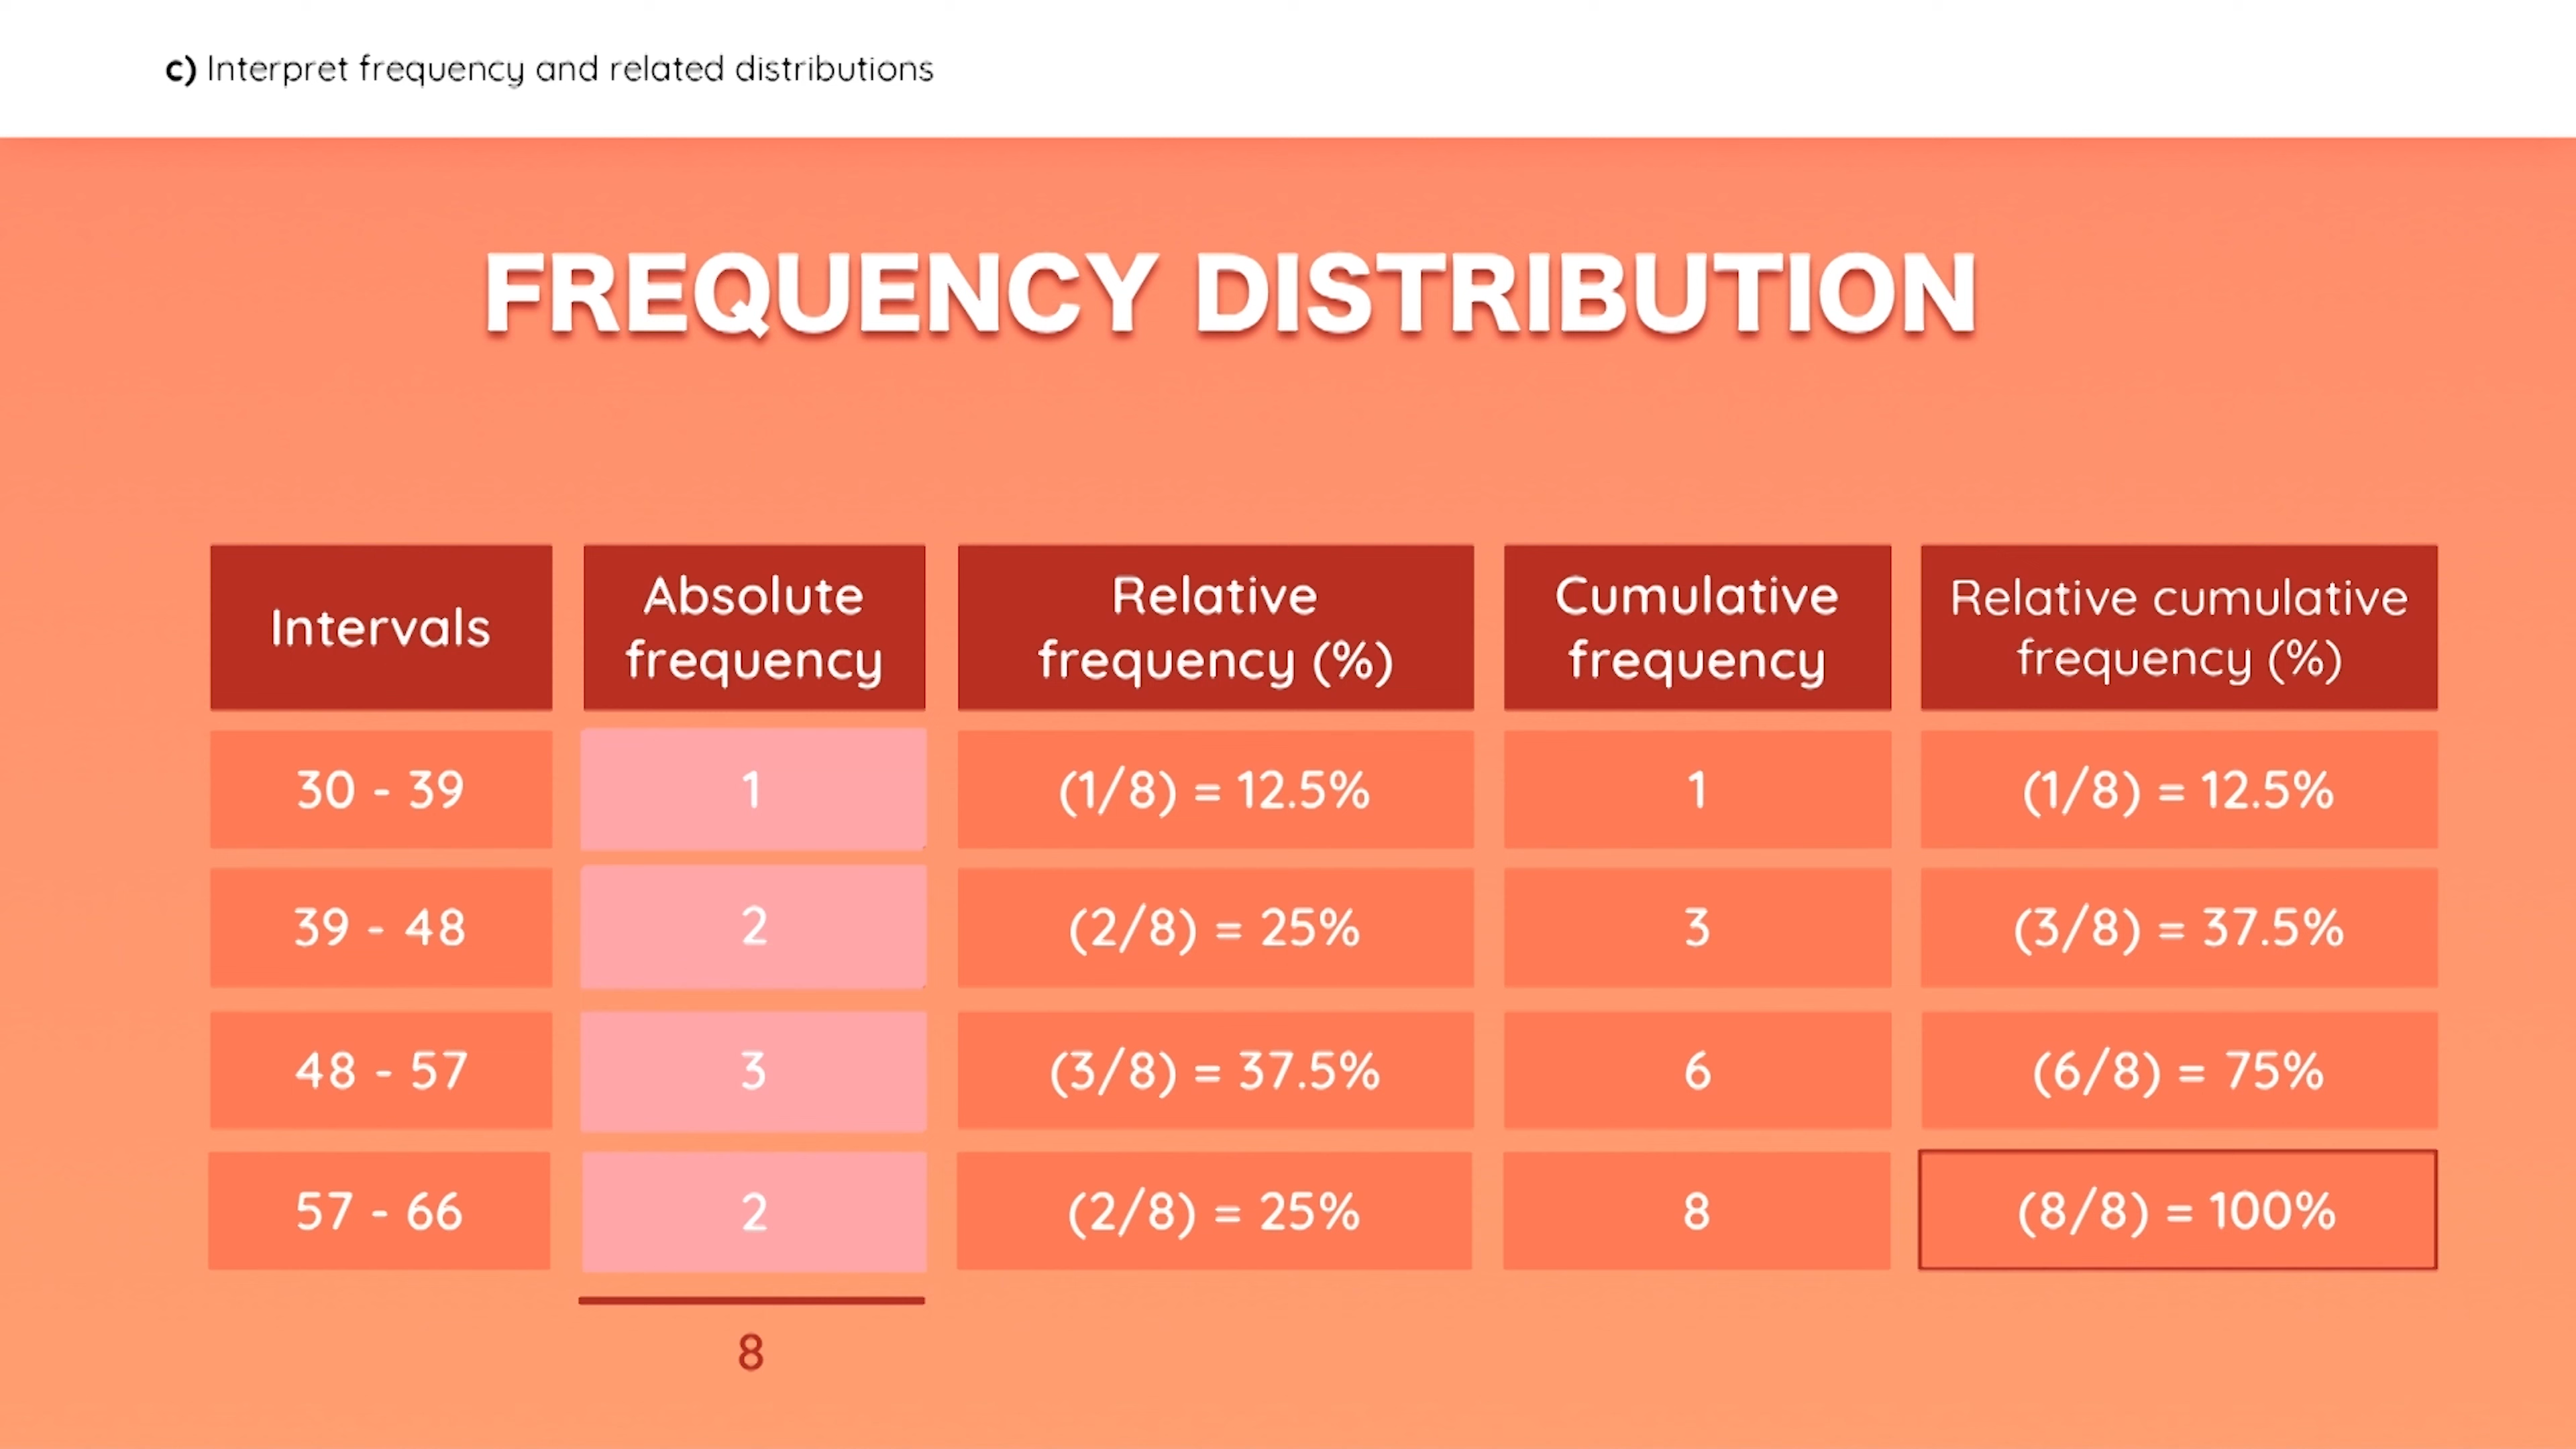 c) Interpret frequency and related distributions
FREQUENCY DISTRIBUTION
Intervals
Absolute
frequency
Relative
frequency (%)
Cumulative
frequency
Relative cumulative
frequency (%)
30 - 39
1
(1/8) = 12.5%
1
(1/8) = 12.5%
39 - 48
2
(2/8) = 25%
3
(3/8) = 37.5%
48 - 57
3
(3/8) = 37.5%
6
(6/8) = 75%
57 - 66
2
(2/8) = 25%
8
(8/8) = 100%
8